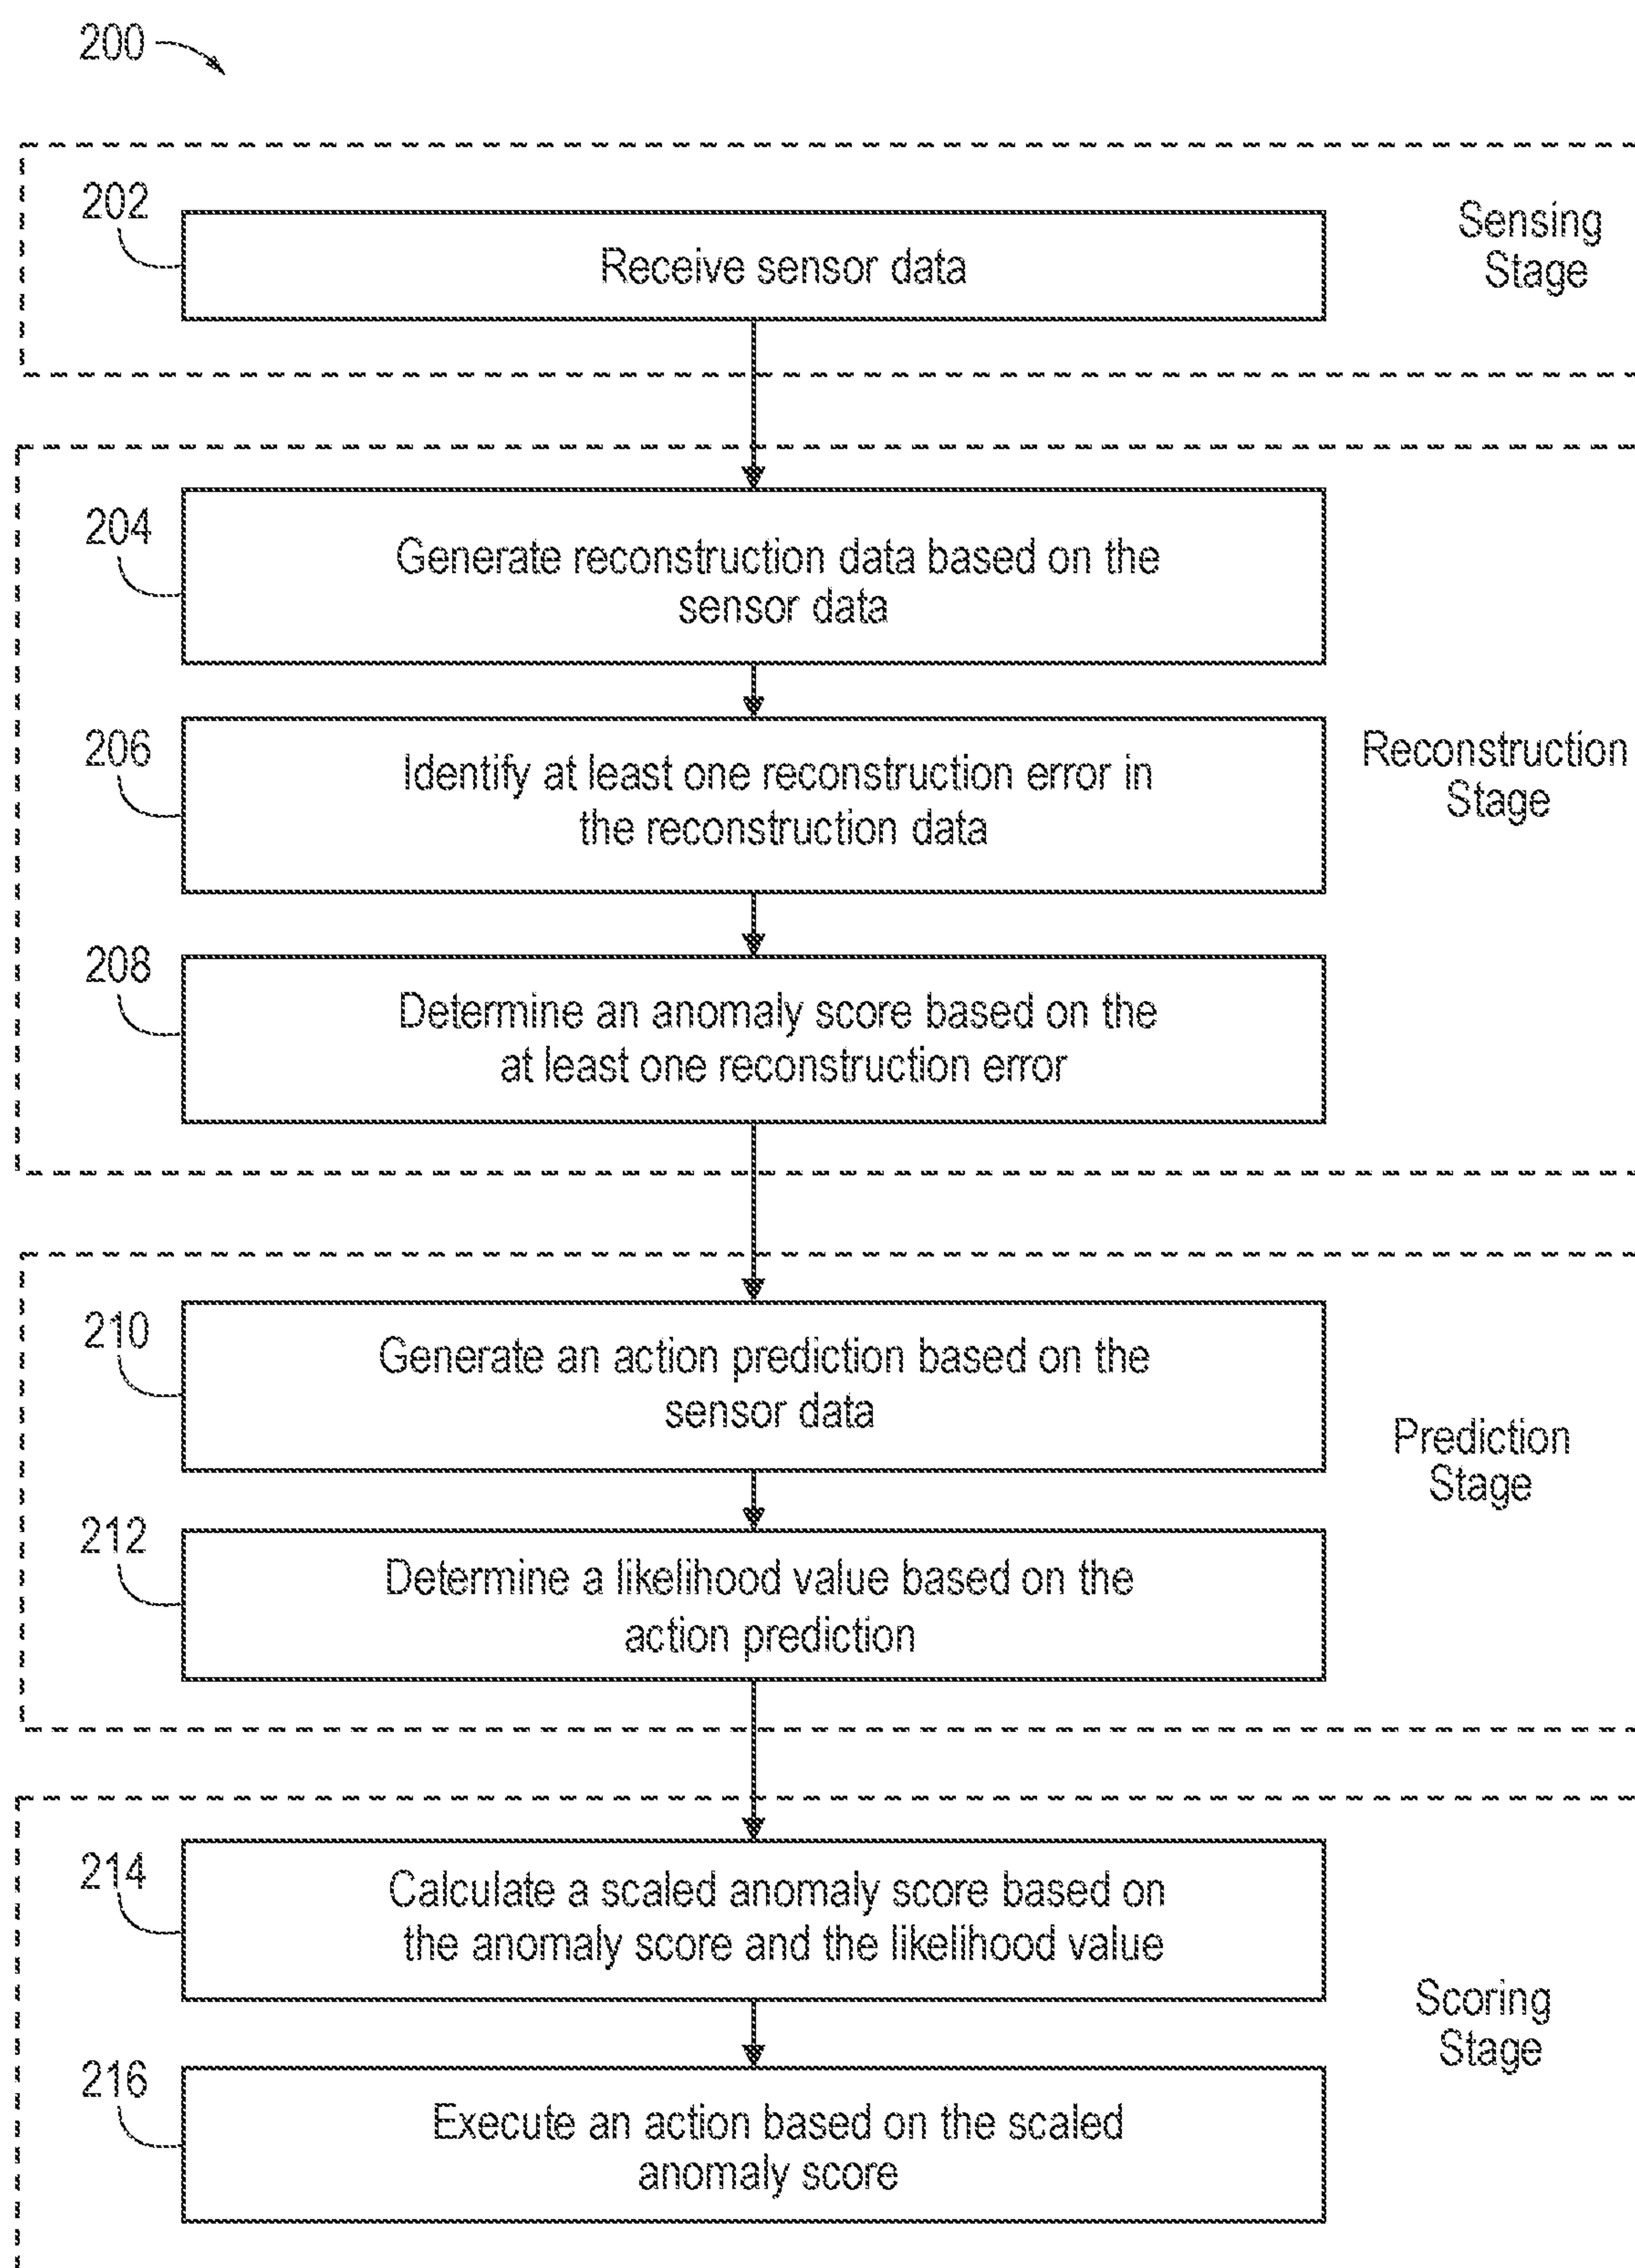 200
202
Receive sensor data
Sensing
Stage
204
Generate reconstruction data based on the
sensor data
206
Identify at least one reconstruction error in
the reconstruction data
Reconstruction
Stage
208
Determine an anomaly score based on the
at least one reconstruction error
210
Generate an action prediction based on the
sensor data
Prediction
Stage
212
Determine a likelihood value based on the
action prediction
214
Calculate a scaled anomaly score based on
the anomaly score and the likelihood value
Scoring
Stage
216
Execute an action based on the scaled
anomaly score